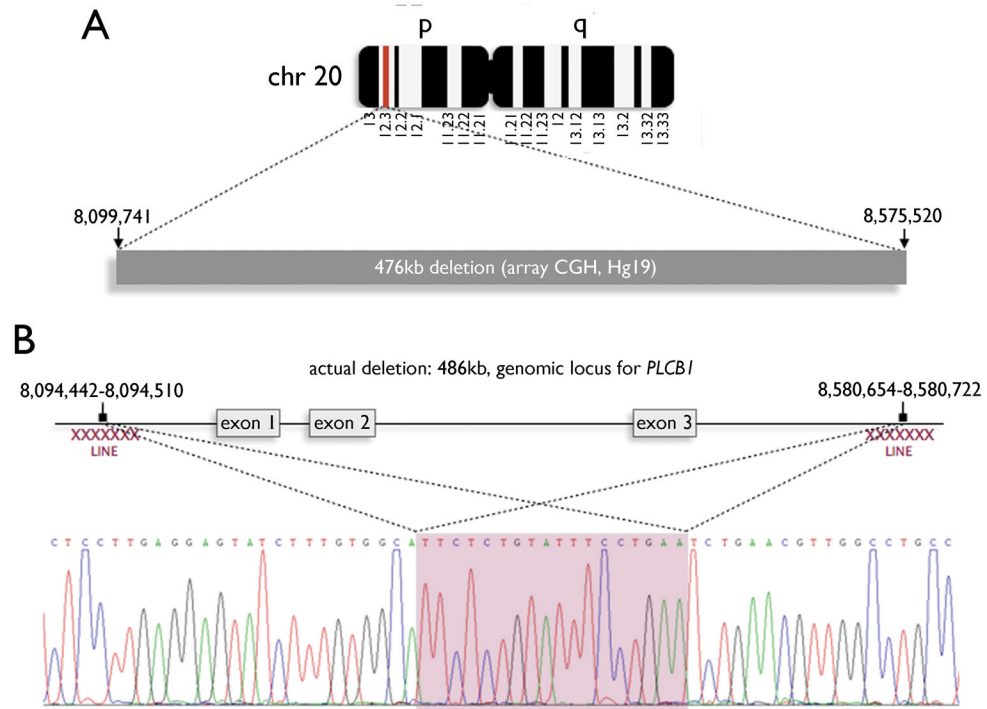 A
p q
chr 20
13 12.3 12.2 12.1 11.23 11.22 11.21 11.21 11.22 11.23 12 13.12 13.13 13.2 13.32 13.33
8,099,741 8,575,520
476kb deletion (array CGH, Hg19)
B
actual deletion: 486kb, genomic locus for PLCB1
8,094,442-8,094,510 8,580,654-8,580,722
exon 1 exon 2 exon 3
XXXXXXX XXXXXXX
LINE LINE
C T C C T T G A G G A G T A T C T T T G T G G C A T T C T C T G T A T T T C C T G A A T C T G A A C G T T G G C C T G C C